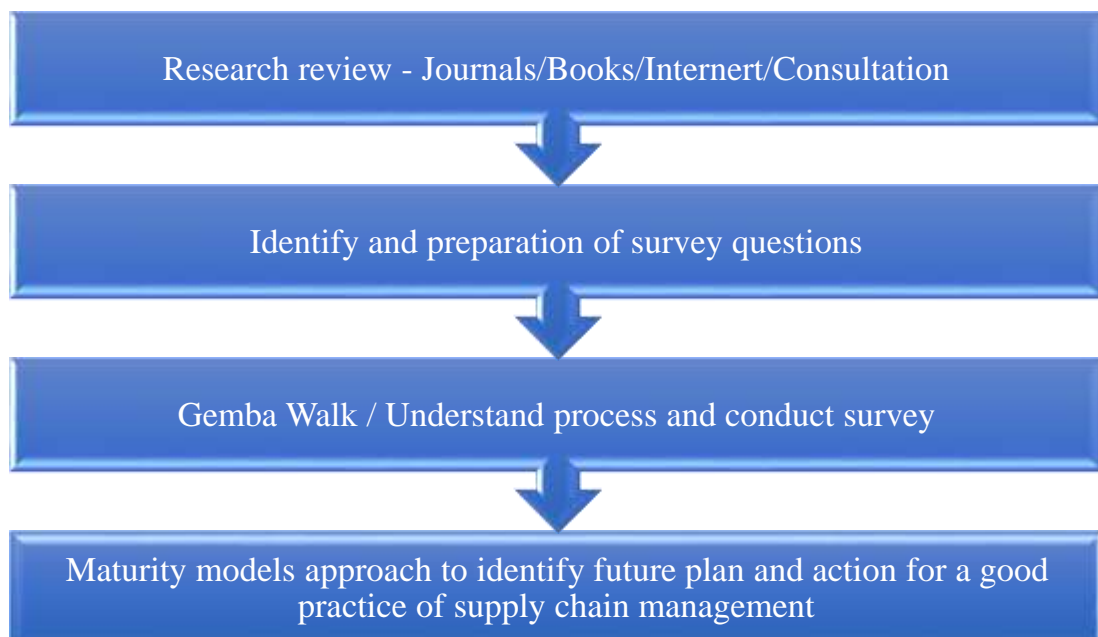 Research review - Journals/Books/Internert/Consultation
Identify and preparation of survey questions
Gemba Walk / Understand process and conduct survey
Maturity models approach to identify future plan and action for a good
practice of supply chain management